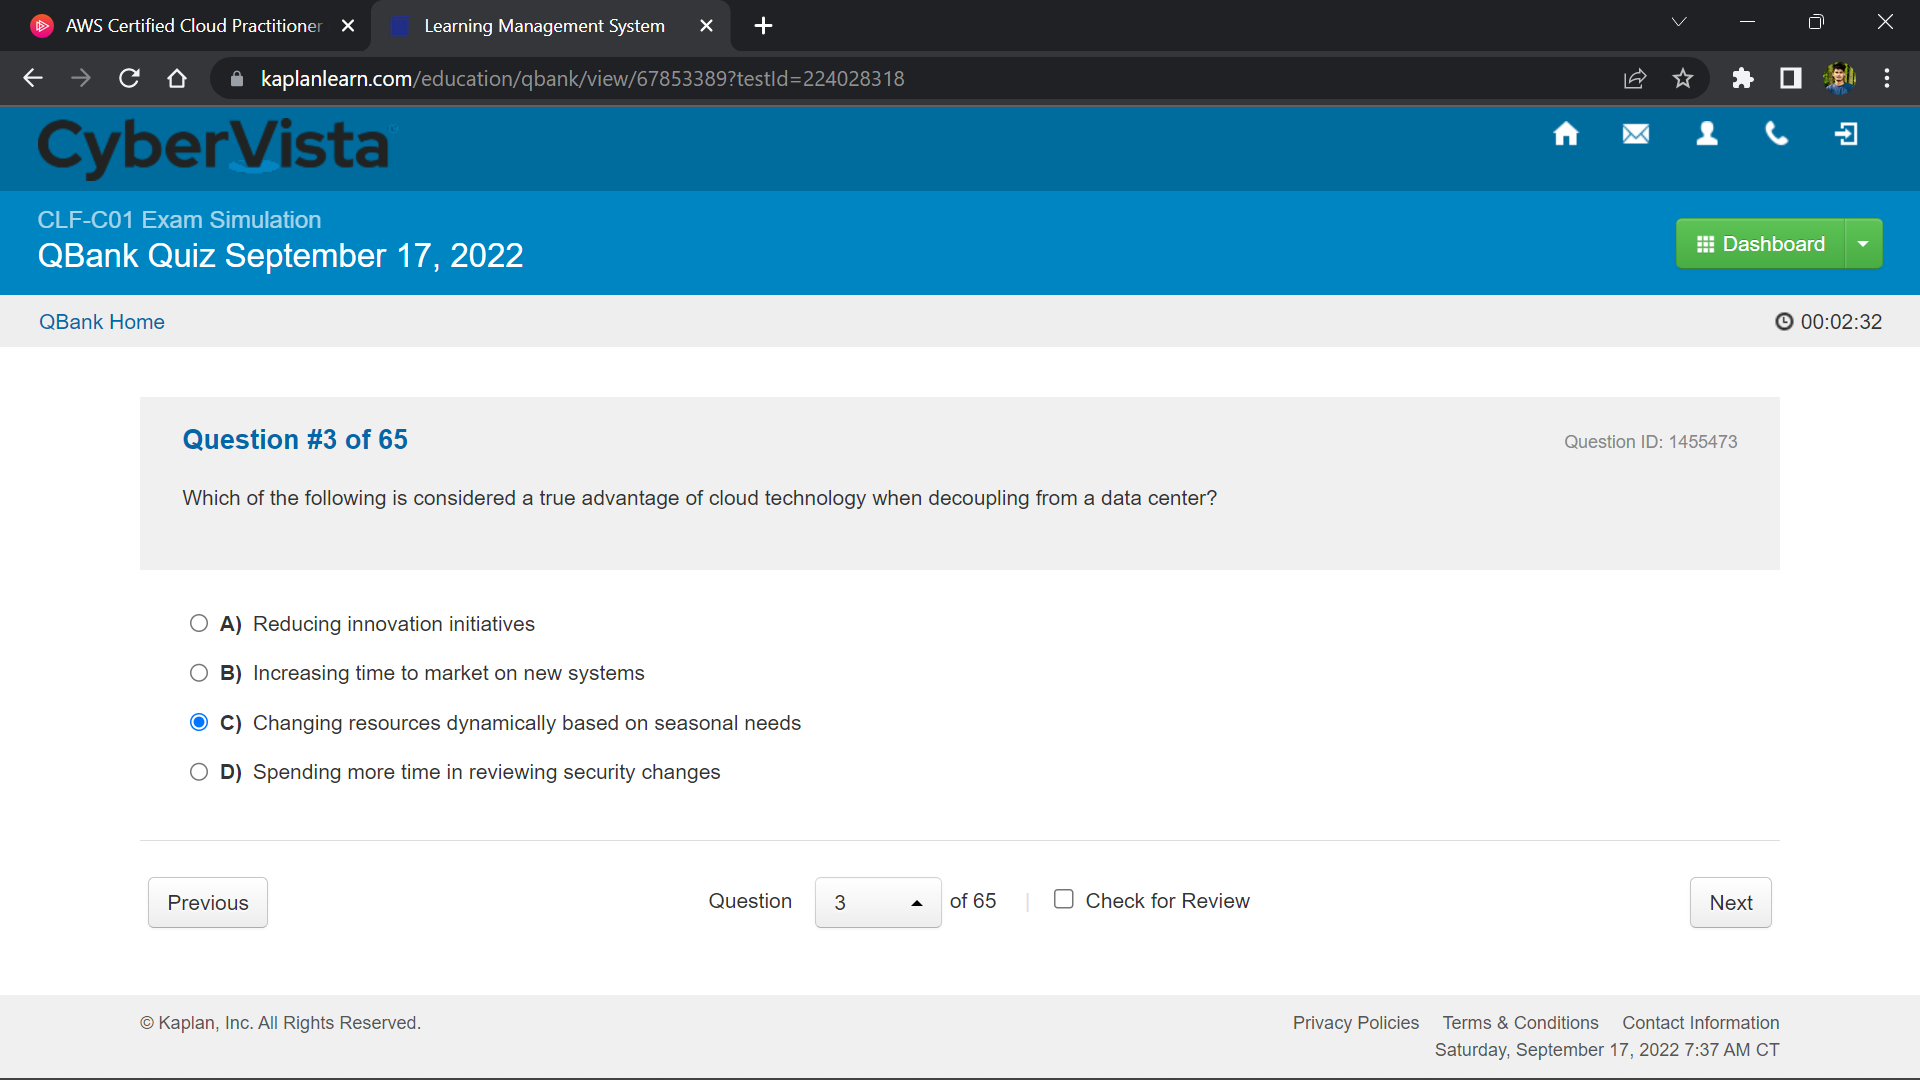 AWS Certified Cloud Practitioner
Learning Management System
kaplanlearn.com/education/qbank/view/67853389?testId=224028318
CyberVista
CLF-C01 Exam Simulation
QBank Quiz September 17, 2022
Dashboard
QBank Home
00:02:32
Question #3 of 65
Question ID: 1455473
Which of the following is considered a true advantage of cloud technology when decoupling from a data center?
A) Reducing innovation initiatives
B) Increasing time to market on new systems
C) Changing resources dynamically based on seasonal needs
D) Spending more time in reviewing security changes
Previous
Question 3 of 65 | Check for Review
Next
© Kaplan, Inc. All Rights Reserved.
Privacy Policies Terms & Conditions Contact Information
Saturday, September 17, 2022 7:37 AM CT